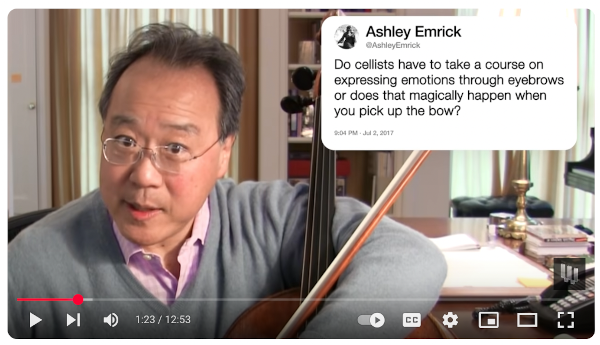 Ashley Emrick
@AshleyEmrick
Do cellists have to take a course on
expressing emotions through eyebrows
or does that magically happen when
you pick up the bow?
9:04 PM · Jul 2, 2017
1:23 / 12:53
CC